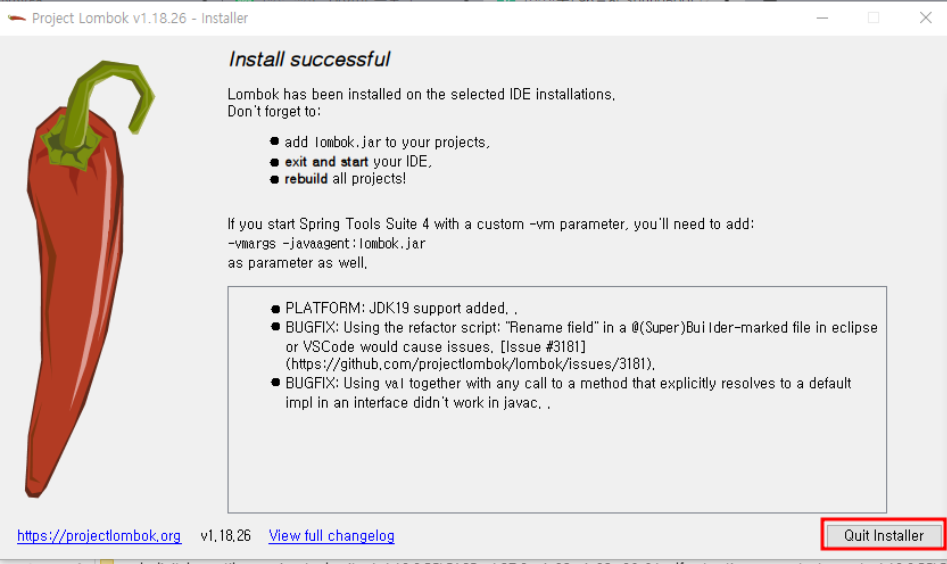 Project Lombok v1.18.26 - Installer
Install successful
Lombok has been installed on the selected IDE installations.
Don't forget to:
● add lombok.jar to your projects,
● exit and start your IDE,
● rebuild all projects!
If you start Spring Tools Suite 4 with a custom -vm parameter, you'll need to add:
-vmargs -javaagent:lombok.jar
as parameter as well.
● PLATFORM: JDK19 support added. .
● BUGFIX: Using the refactor script: "Rename field" in a @(Super)Builder-marked file in eclipse
or VSCode would cause issues. [Issue #3181]
(https://github.com/projectlombok/lombok/issues/3181).
● BUGFIX: Using val together with any call to a method that explicitly resolves to a default
impl in an interface didn't work in javac. .
https://projectlombok.org v1.18.26 View full changelog Quit Installer